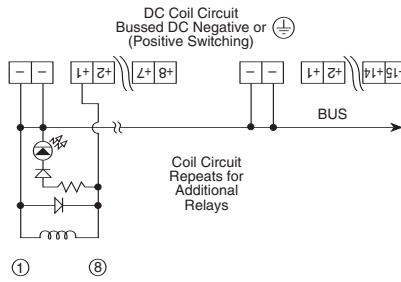 DC Coil Circuit
Bussed DC Negative or
(Positive Switching)
– – +1 +2 +7 +8 – – +1 +2 +14 +15
BUS
Coil Circuit
Repeats for
Additional
Relays
1 8